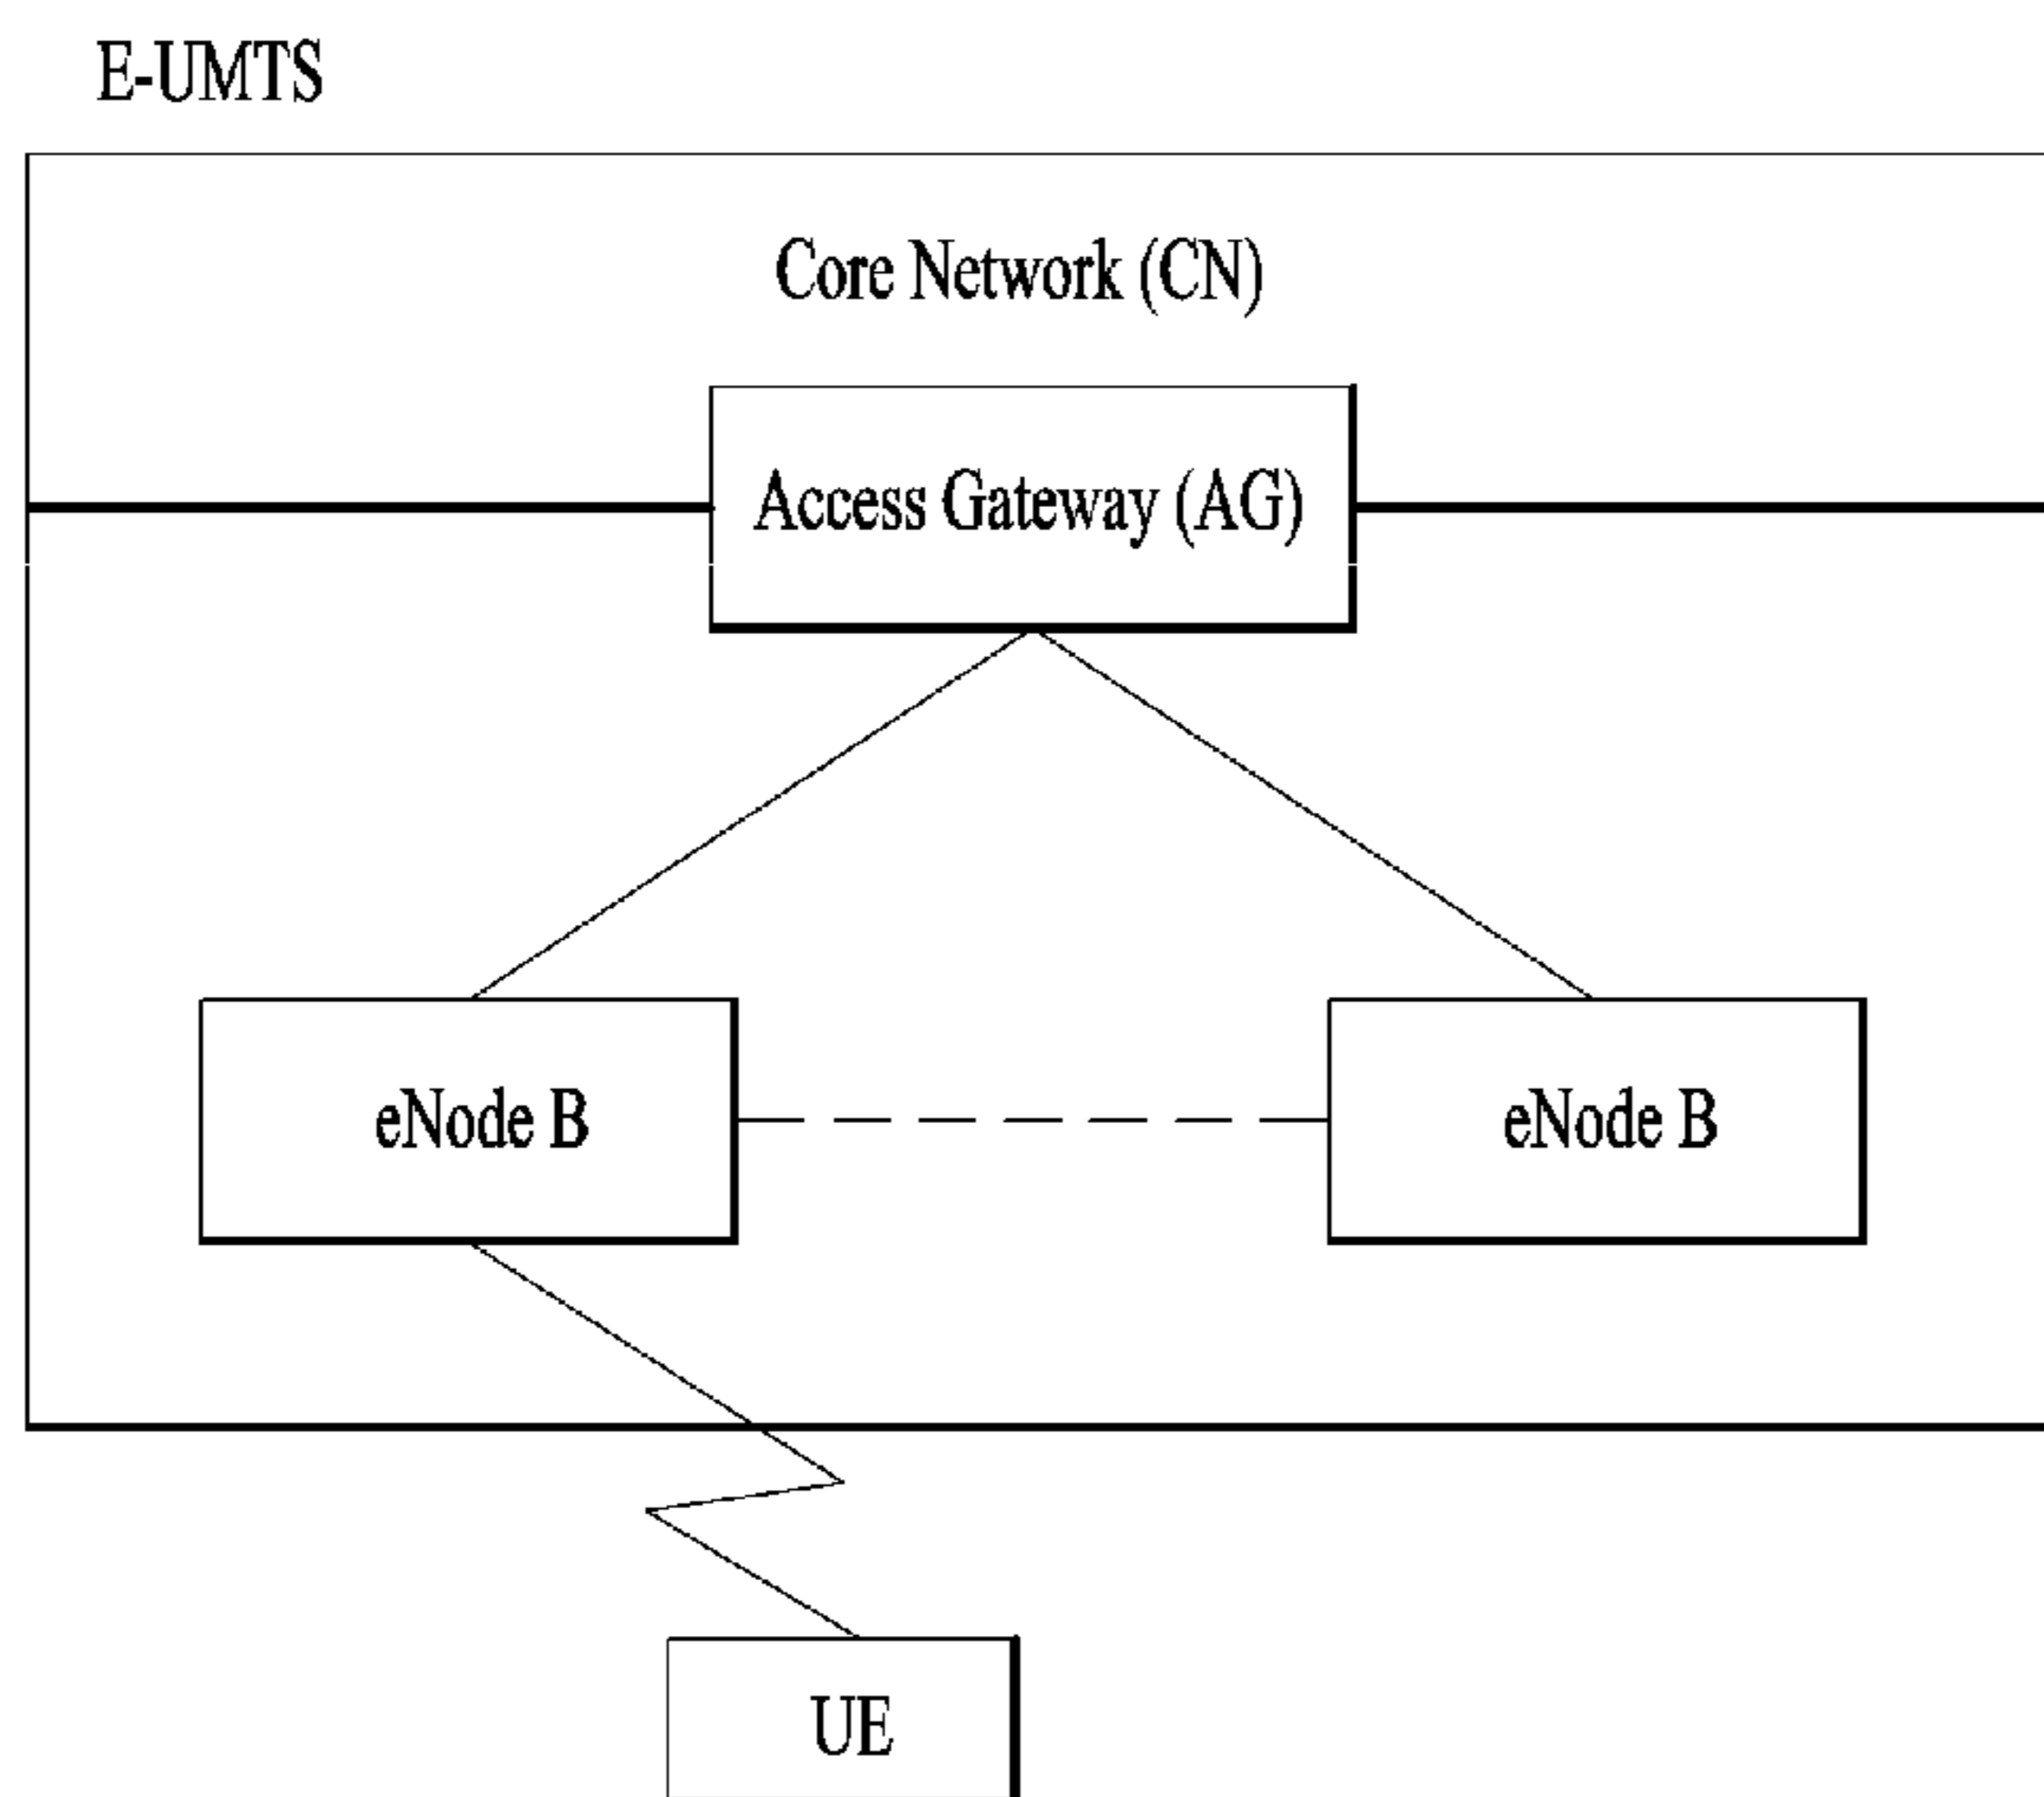 E-UMTS
Core Network (CN)
Access Gateway (AG)
eNode B
eNode B
UE